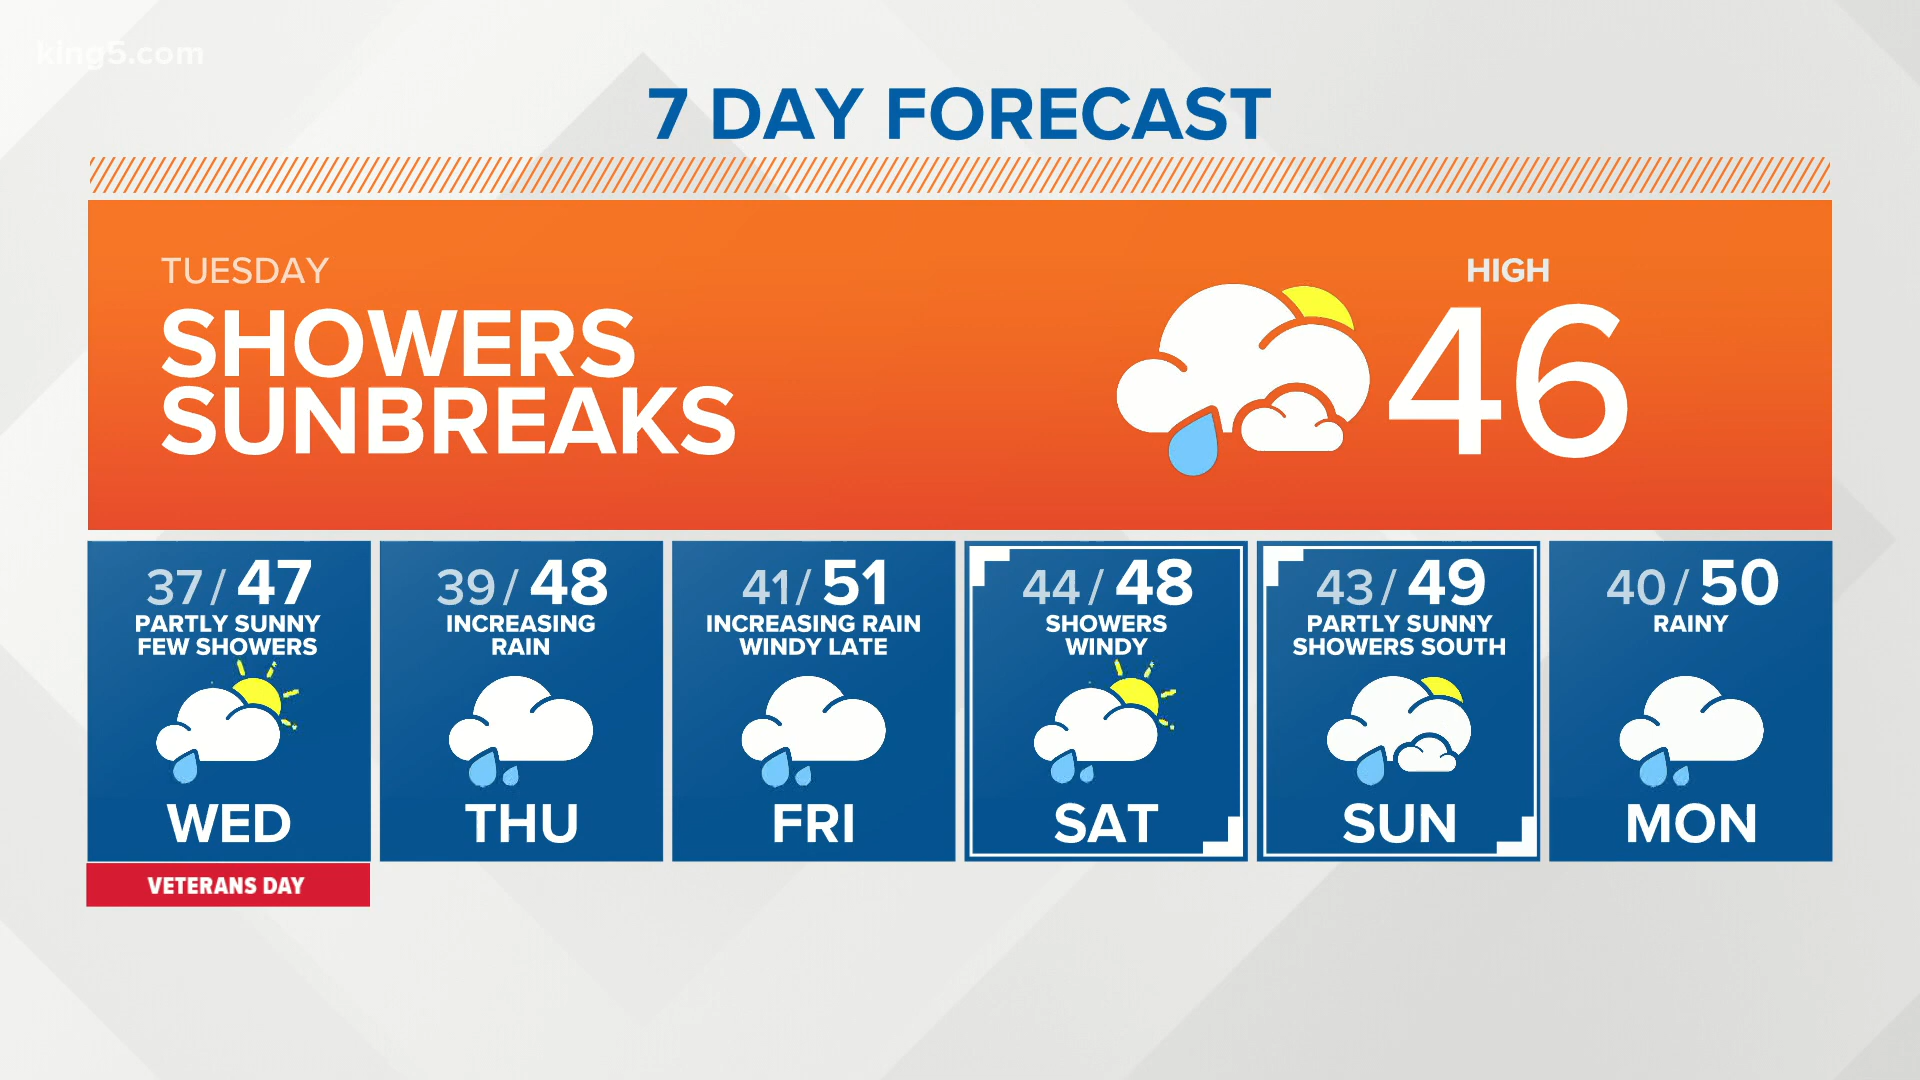 king5.com
7 DAY FORECAST
TUESDAY
SHOWERS
SUNBREAKS
HIGH
46
37/47
PARTLY SUNNY
FEW SHOWERS
WED
VETERANS DAY
39/48
INCREASING
RAIN
THU
41/51
INCREASING RAIN
WINDY LATE
FRI
44/48
SHOWERS
WINDY
SAT
43/49
PARTLY SUNNY
SHOWERS SOUTH
SUN
40/50
RAINY
MON